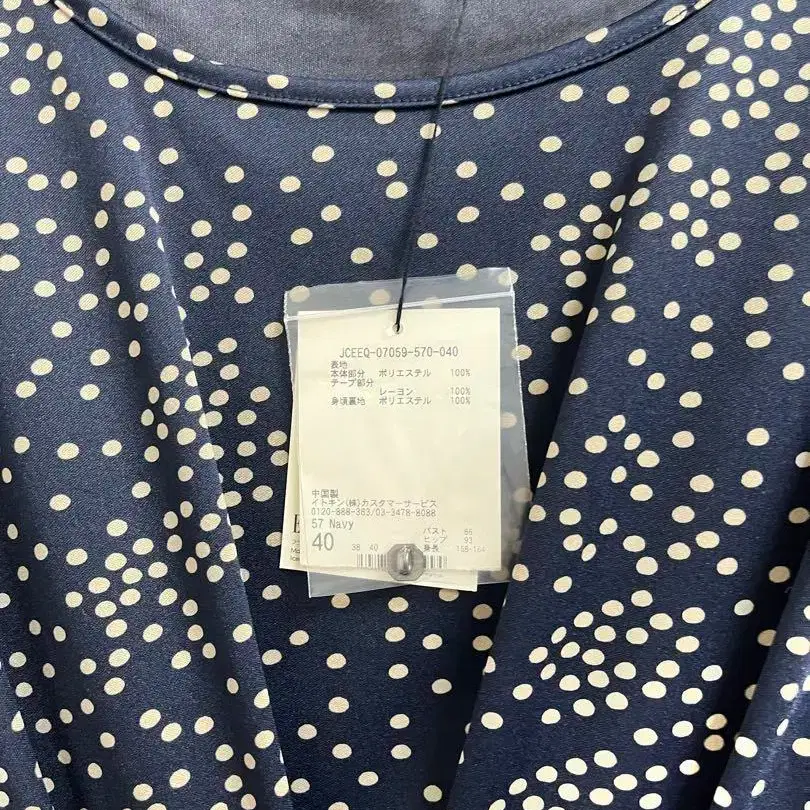 JCEEQ-07059-570-040
表地
本体部分 ポリエステル 100%
テープ部分
レーヨン 100%
身頃裏地 ポリエステル 100%
中国製
イトキン(株)カスタマーサービス
0120-888-363/03-3478-8088
57 Navy
バスト 86
ヒップ 93
40 38 40 身長 158-164